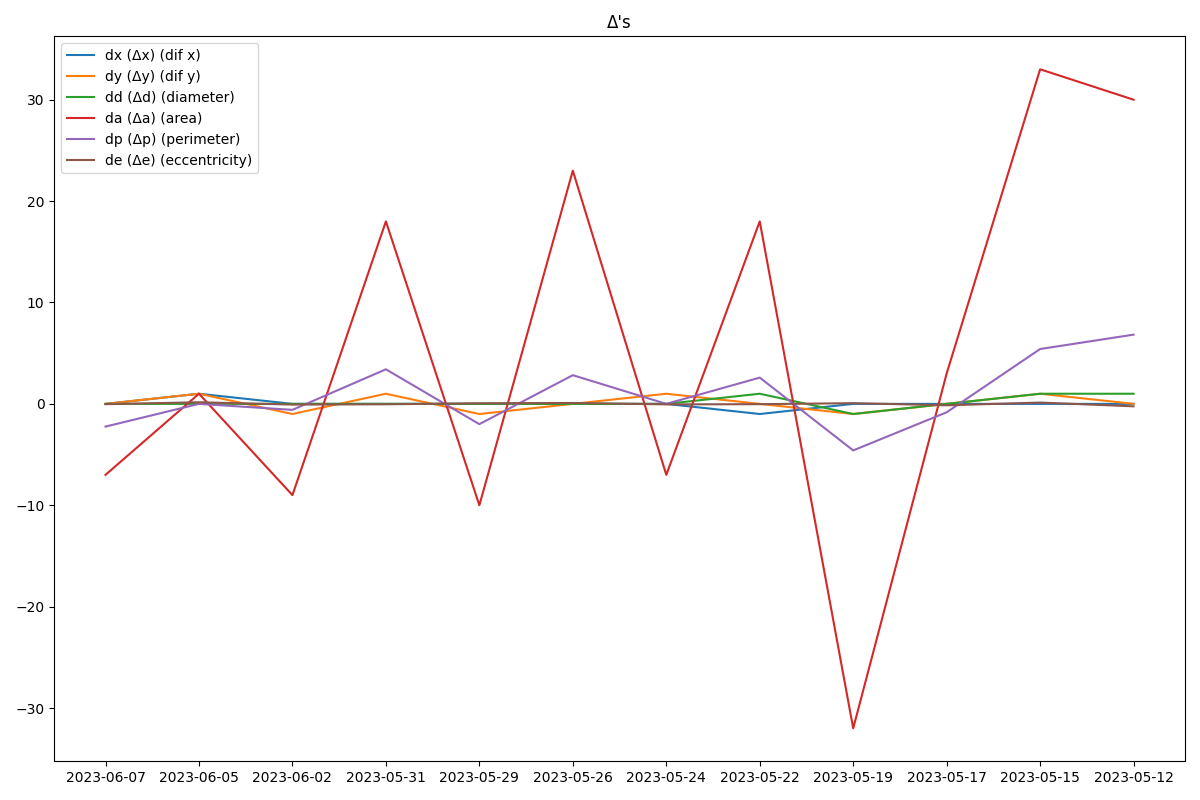 Δ's
dx (Δx) (dif x)
dy (Δy) (dif y)
dd (Δd) (diameter)
da (Δa) (area)
dp (Δp) (perimeter)
de (Δe) (eccentricity)
30
20
10
0
−10
−20
−30
2023-06-07 2023-06-05 2023-06-02 2023-05-31 2023-05-29 2023-05-26 2023-05-24 2023-05-22 2023-05-19 2023-05-17 2023-05-15 2023-05-12